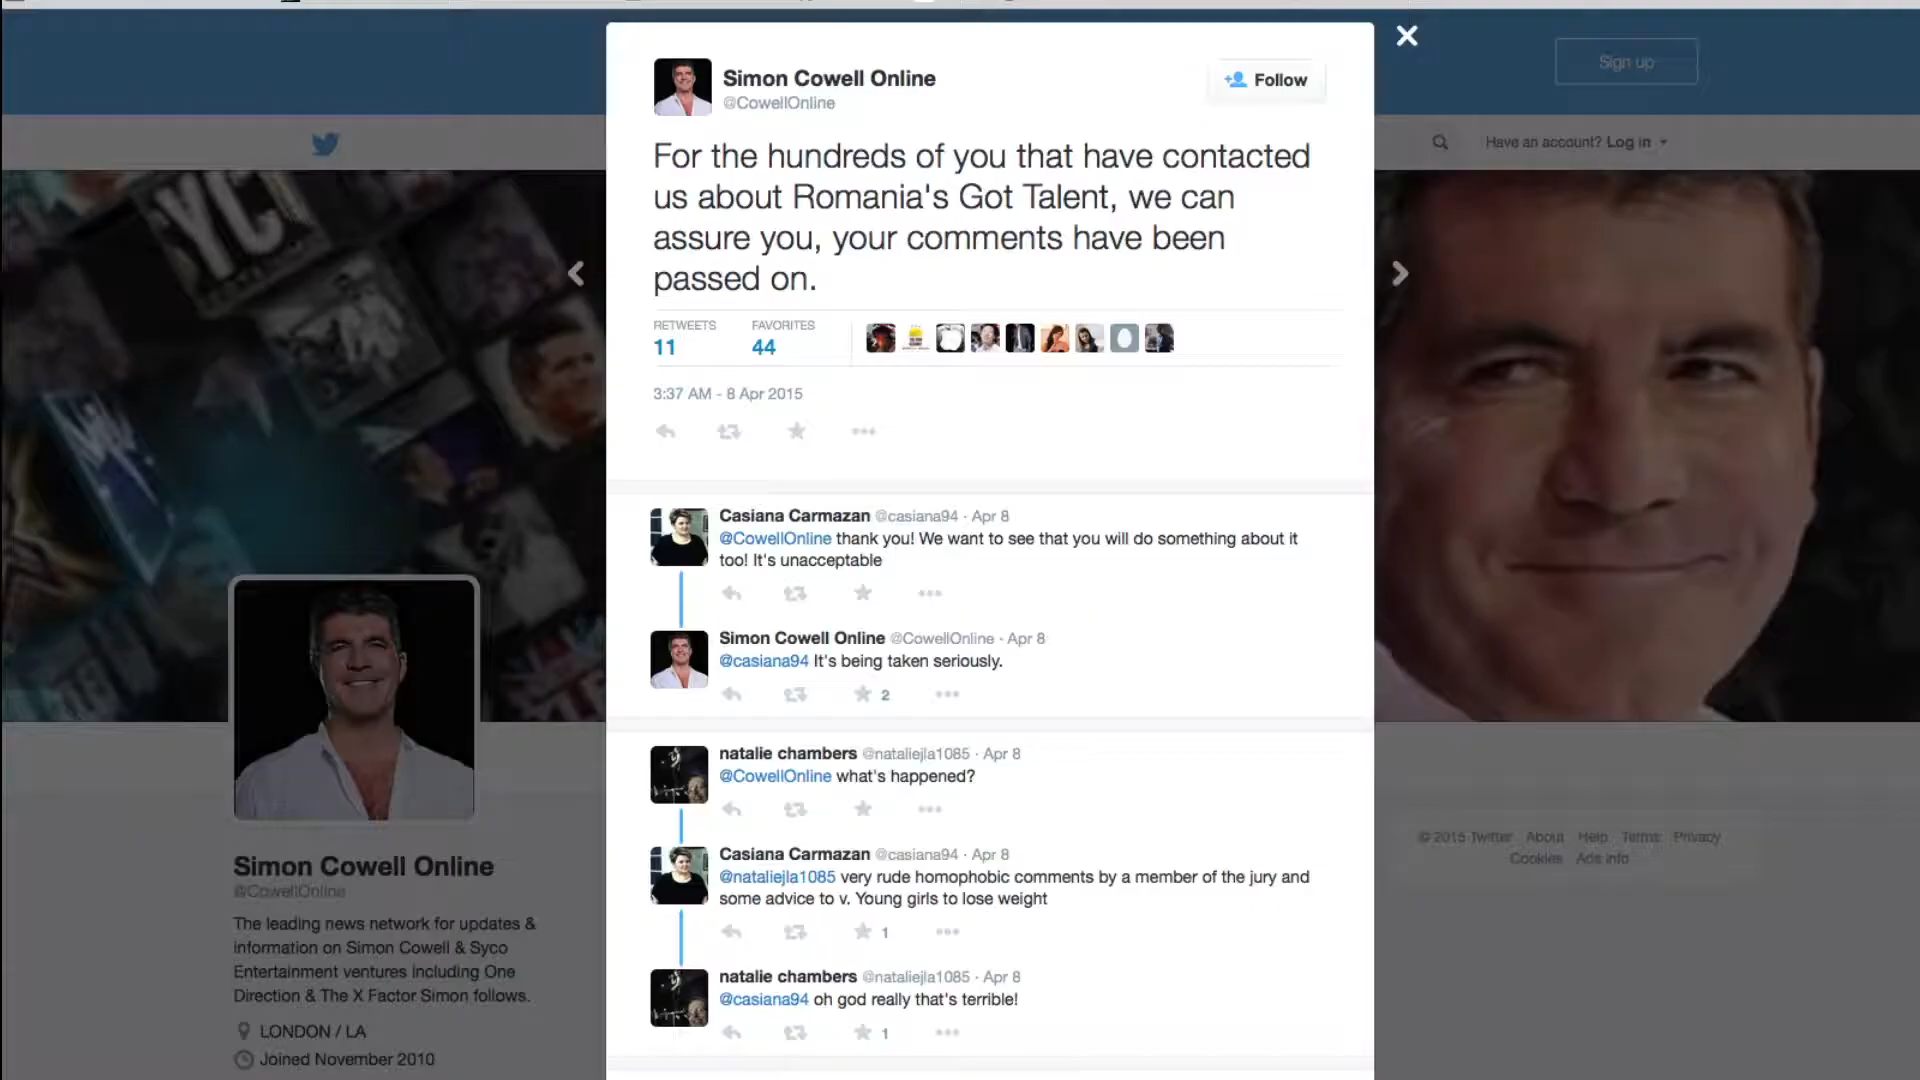 Simon Cowell Online
@CowellOnline
Follow
Sign up
Have an account? Log in
For the hundreds of you that have contacted
us about Romania's Got Talent, we can
assure you, your comments have been
passed on.
RETWEETS
11
FAVORITES
44
3:37 AM - 8 Apr 2015
Casiana Carmazan @casiana94 · Apr 8
@CowellOnline thank you! We want to see that you will do something about it
too! It's unacceptable
Simon Cowell Online @CowellOnline · Apr 8
@casiana94 It's being taken seriously.
2
natalie chambers @nataliejla1085 · Apr 8
@CowellOnline what's happened?
Casiana Carmazan @casiana94 · Apr 8
@nataliejla1085 very rude homophobic comments by a member of the jury and
some advice to v. Young girls to lose weight
1
natalie chambers @nataliejla1085 · Apr 8
@casiana94 oh god really that's terrible!
1
Simon Cowell Online
@CowellOnline
The leading news network for updates &
information on Simon Cowell & Syco
Entertainment ventures including One
Direction & The X Factor Simon follows.
LONDON / LA
Joined November 2010
© 2015 Twitter About Help Terms Privacy
Cookies Ads info